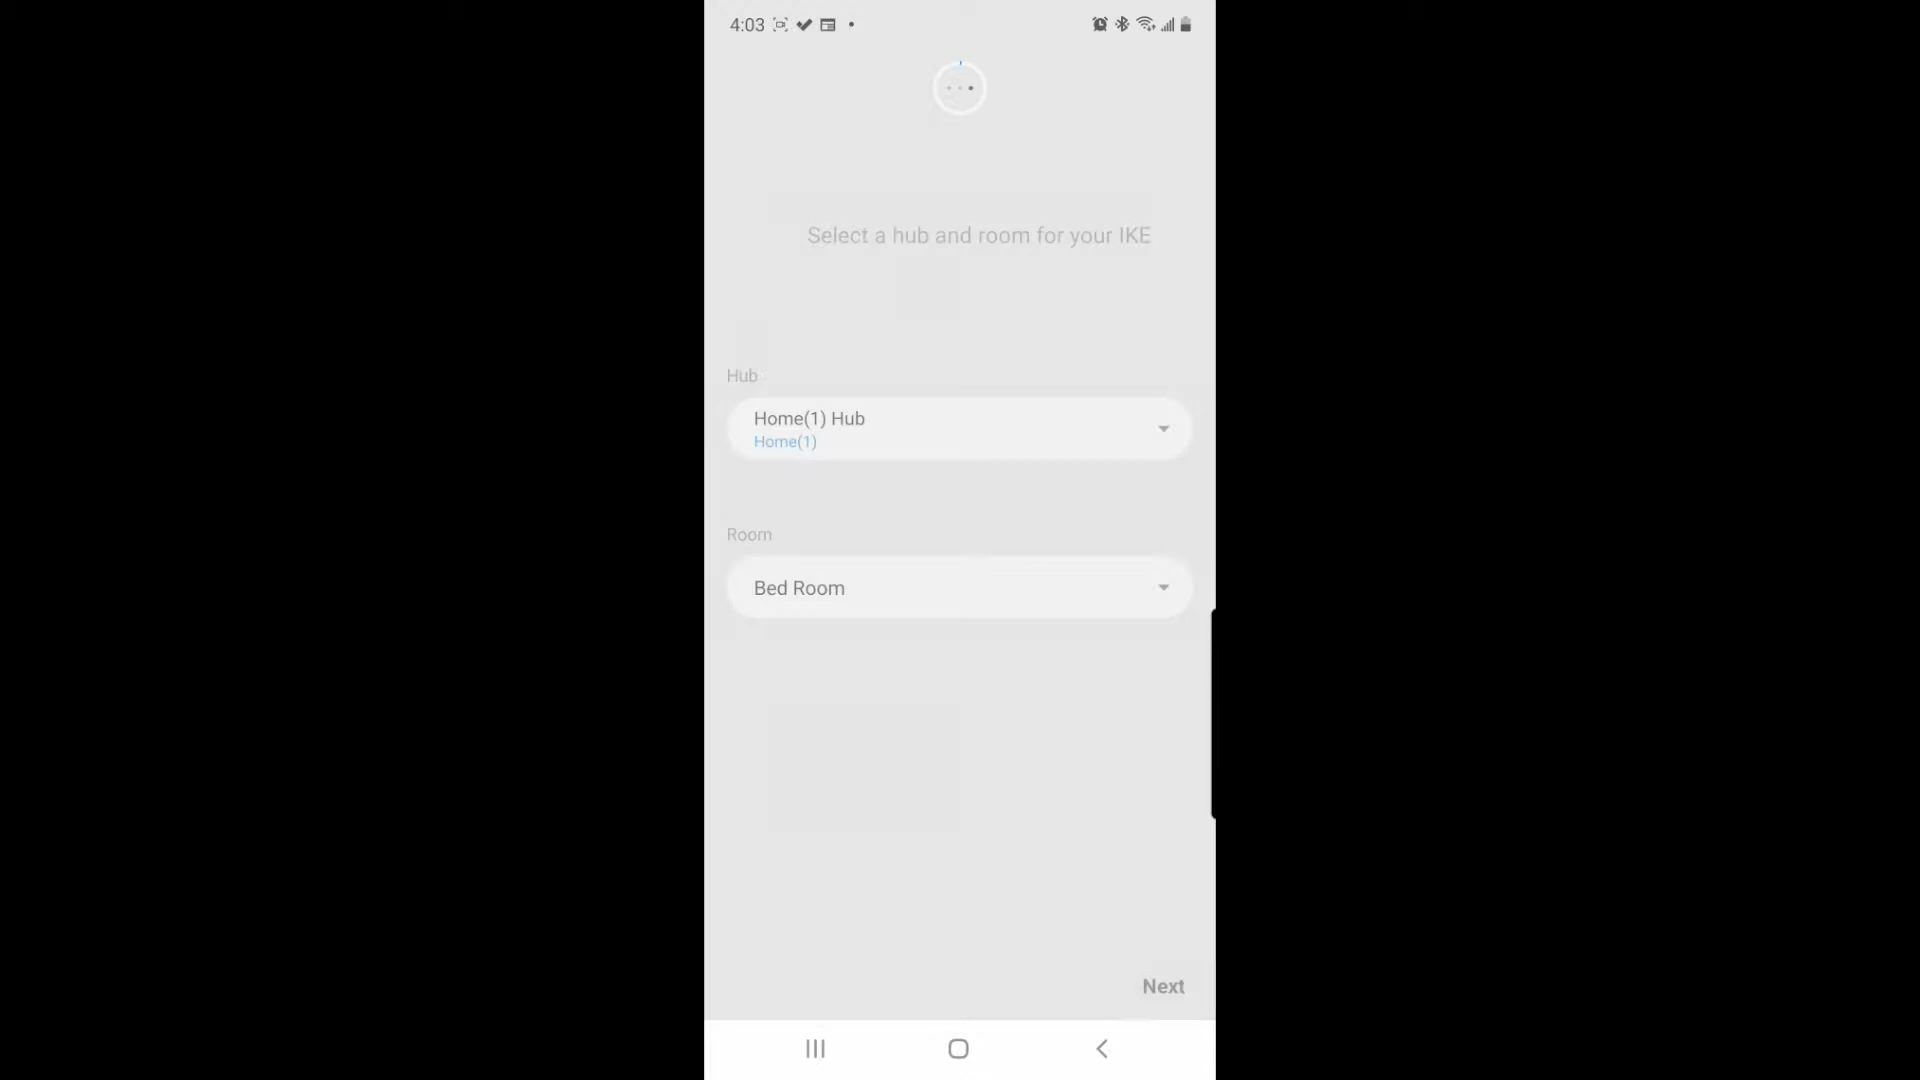 4:03
Select a hub and room for your IKE
Hub
Home(1) Hub
Home(1)
Room
Bed Room
Next